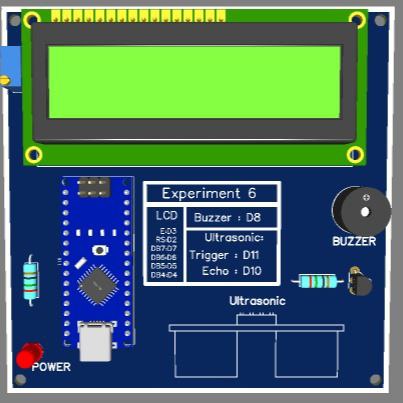 Experiment 6
LCD
Buzzer : D8
E:D3
RS:D2
DB7:D7
DB6:D6
DB5:D5
DB4:D4
Ultrasonic:
Trigger : D11
Echo : D10
BUZZER
Ultrasonic
POWER